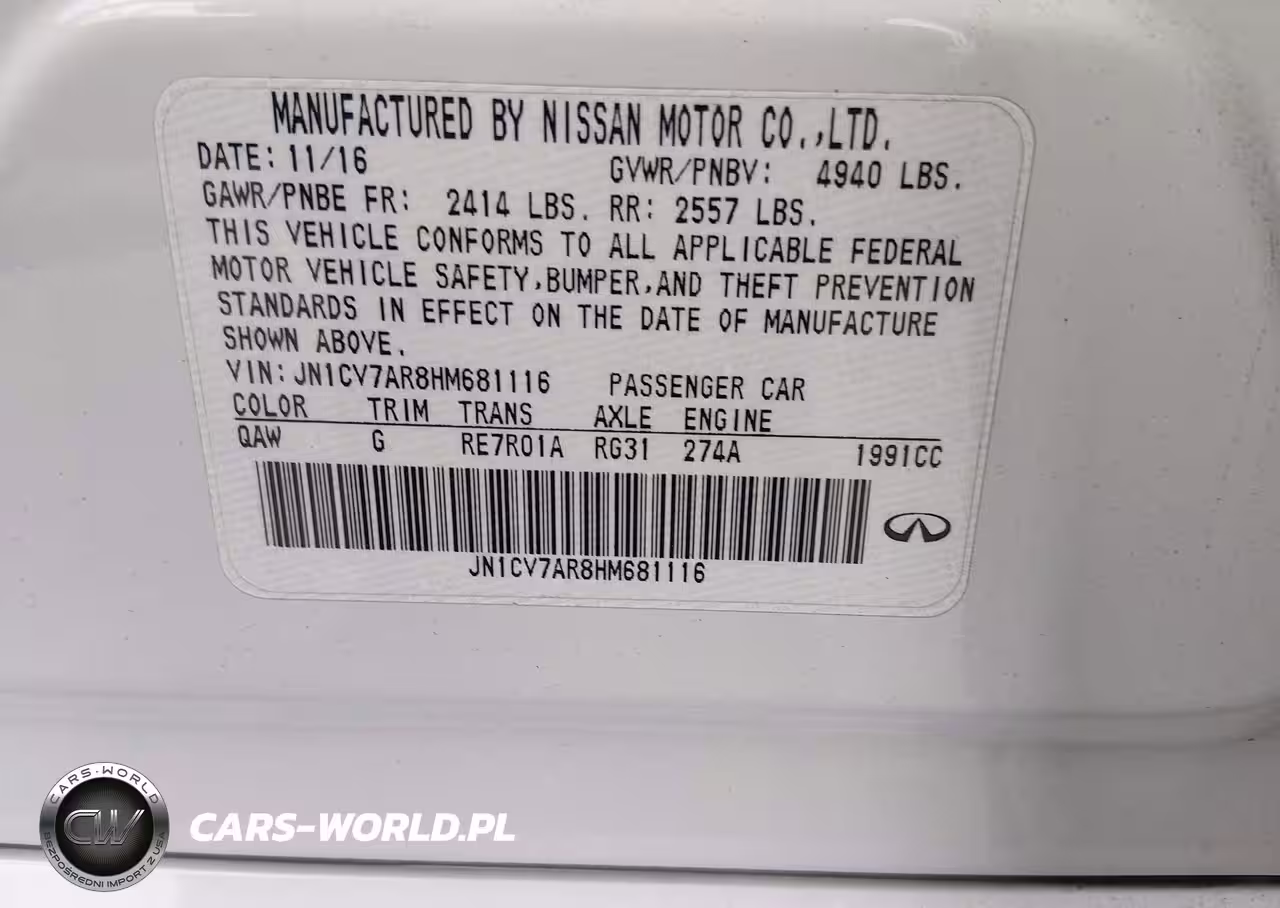 MANUFACTURED BY NISSAN MOTOR CO.,LTD.
DATE: 11/16 GVWR/PNBV: 4940 LBS.
GAWR/PNBE FR: 2414 LBS. RR: 2557 LBS.
THIS VEHICLE CONFORMS TO ALL APPLICABLE FEDERAL
MOTOR VEHICLE SAFETY,BUMPER,AND THEFT PREVENTION
STANDARDS IN EFFECT ON THE DATE OF MANUFACTURE
SHOWN ABOVE.
VIN: JN1CV7AR8HM681116 PASSENGER CAR
COLOR TRIM TRANS AXLE ENGINE
QAW G RE7R01A RG31 274A 1991CC
JN1CV7AR8HM681116
CARS-WORLD
CW
BEZPOŚREDNI IMPORT Z USA
CARS-WORLD.PL